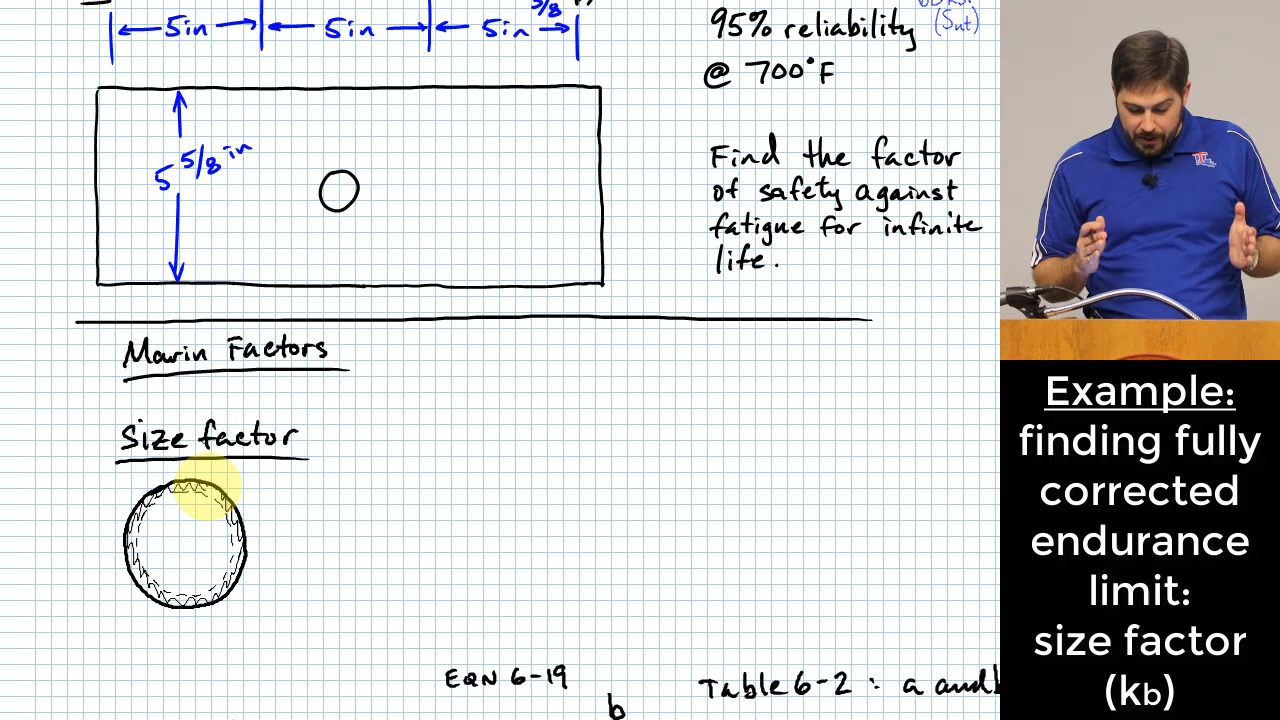 5in
5in
5in 3/8
95% reliability
(Sut)
@ 700°F
5 5/8 in
Find the factor
of safety against
fatigue for infinite
life.
Marin Factors
Size factor
EQN 6-19
b
Table 6-2 : a and b
Example:
finding fully
corrected
endurance
limit:
size factor
(kb)